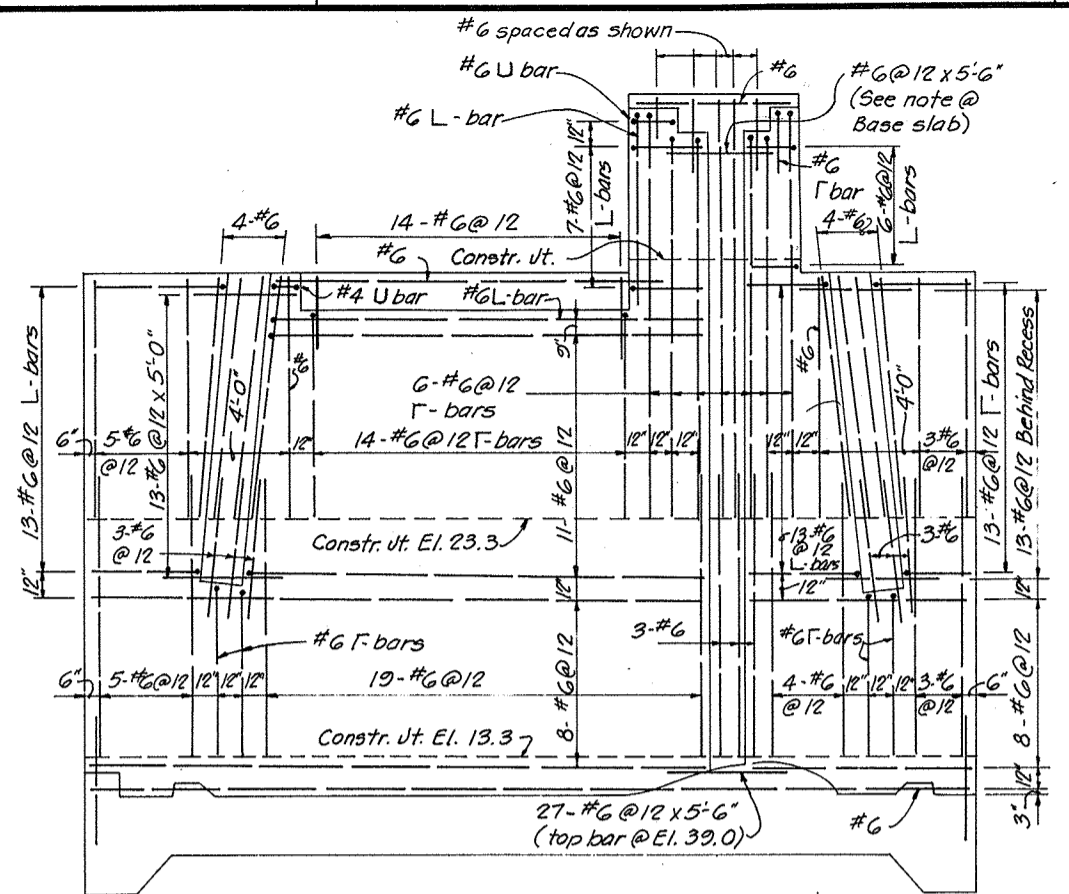 #6 spaced as shown
#6 U bar
#6
#6 @ 12 x 5'-6"
(See note @
Base slab)
#6 L-bar
12"
7-#6@12
L-bars
#6
Γ bar
6-#6@12
L-bars
4-#6
14-#6@12
4-#6
#6
Constr. Jt.
#4 U bar
#6 L-bar
9"
13-#6@12 L-bars
12"
13-#6@12 x 5'-0"
4'-0"
#6
6-#6@12
Γ-bars
11-#6@12
#6
4'-0"
13-#6@12 Γ-bars
13-#6@12 Behind Recess
6"
5-#6
@12
12"
14-#6@12 Γ-bars
12"
12"
12"
12"
12"
3-#6
@12
3-#6
@ 12
Constr. Jt. El. 23.3
13-#6
@ 12
L-bars
3-#6
12"
12"
12"
#6 Γ-bars
3-#6
#6 Γ-bars
6"
5-#6@12
12"
12"
12"
19-#6@12
8-#6@12
4-#6
@ 12
12"
12"
12"
3-#6
@ 12
6"
8-#6@12
Constr. Jt. El. 13.3
27-#6 @12 x 5'-6"
(top bar @ El. 39.0)
#6
12"
3"